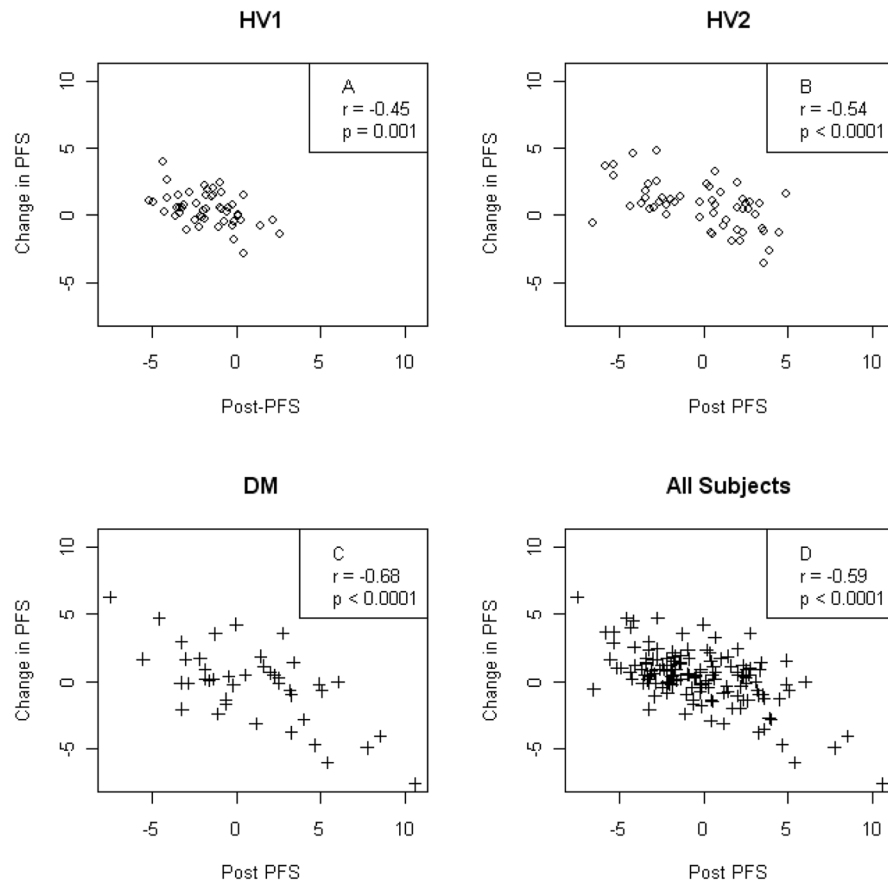 HV1
10
5
0
-5
Change in PFS
A
r = -0.45
p = 0.001
-5 0 5 10
Post-PFS
HV2
10
5
0
-5
Change in PFS
B
r = -0.54
p < 0.0001
-5 0 5 10
Post PFS
DM
10
5
0
-5
Change in PFS
C
r = -0.68
p < 0.0001
-5 0 5 10
Post PFS
All Subjects
10
5
0
-5
Change in PFS
D
r = -0.59
p < 0.0001
-5 0 5 10
Post PFS